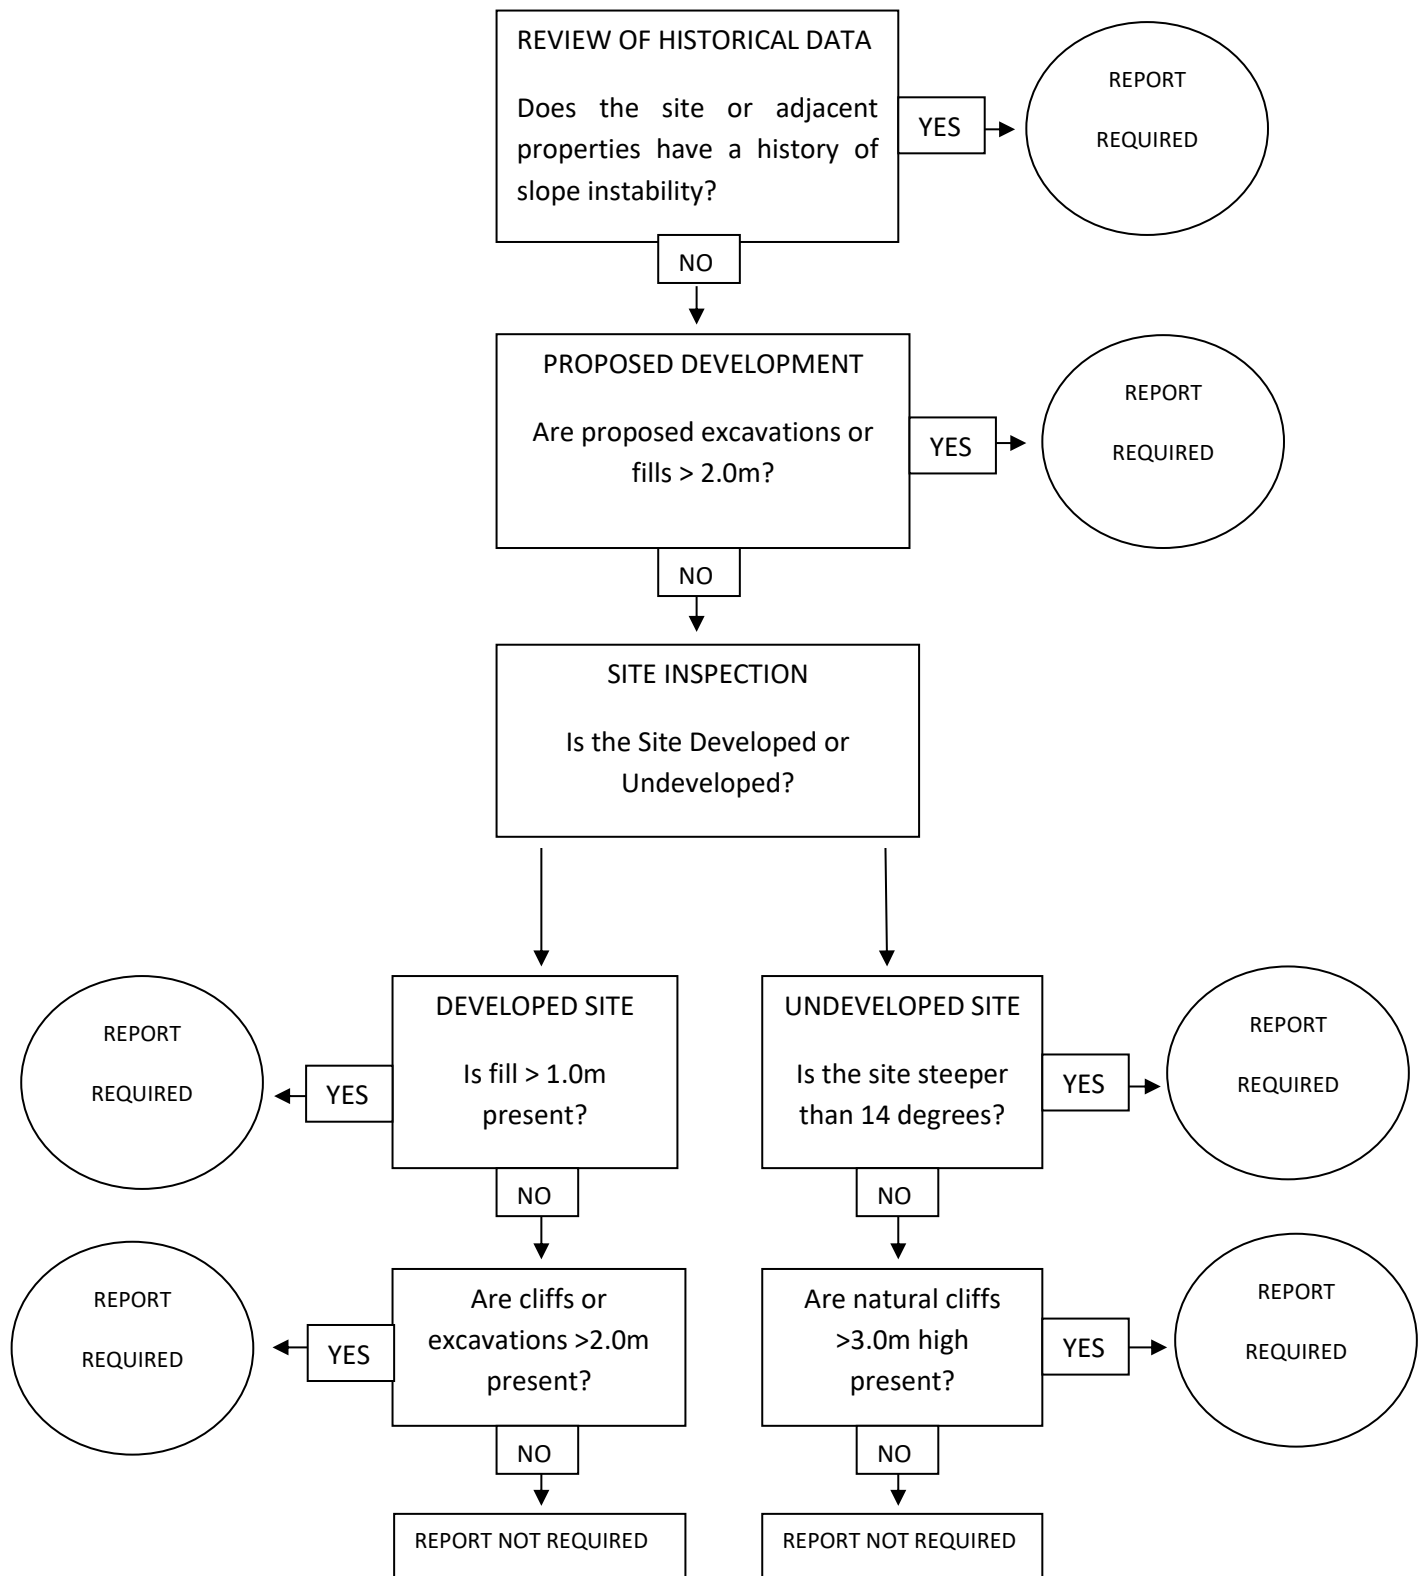 REVIEW OF HISTORICAL DATA
Does the site or adjacent
properties have a history of
slope instability?
YES
REPORT
REQUIRED
NO
PROPOSED DEVELOPMENT
Are proposed excavations or
fills > 2.0m?
YES
REPORT
REQUIRED
NO
SITE INSPECTION
Is the Site Developed or
Undeveloped?
DEVELOPED SITE
Is fill > 1.0m
present?
YES
REPORT
REQUIRED
NO
Are cliffs or
excavations >2.0m
present?
YES
REPORT
REQUIRED
NO
REPORT NOT REQUIRED
UNDEVELOPED SITE
Is the site steeper
than 14 degrees?
YES
REPORT
REQUIRED
NO
Are natural cliffs
>3.0m high
present?
YES
REPORT
REQUIRED
NO
REPORT NOT REQUIRED